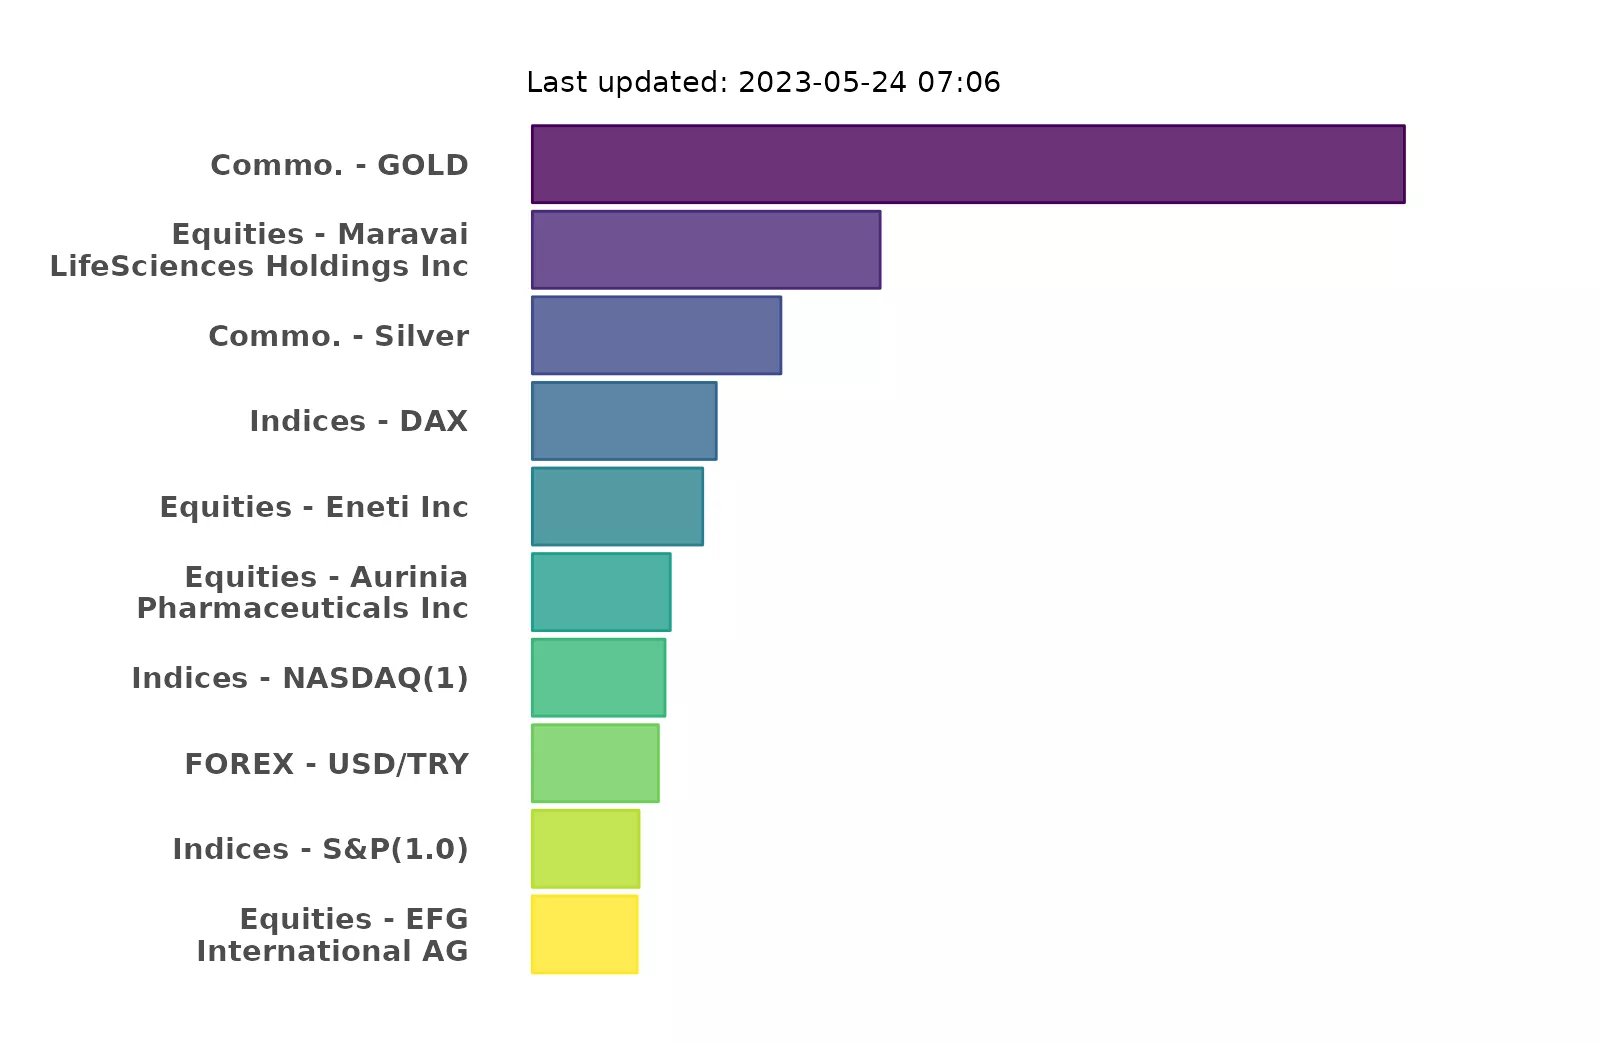 Last updated: 2023-05-24 07:06
Commo. - GOLD
Equities - Maravai
LifeSciences Holdings Inc
Commo. - Silver
Indices - DAX
Equities - Eneti Inc
Equities - Aurinia
Pharmaceuticals Inc
Indices - NASDAQ(1)
FOREX - USD/TRY
Indices - S&P(1.0)
Equities - EFG
International AG